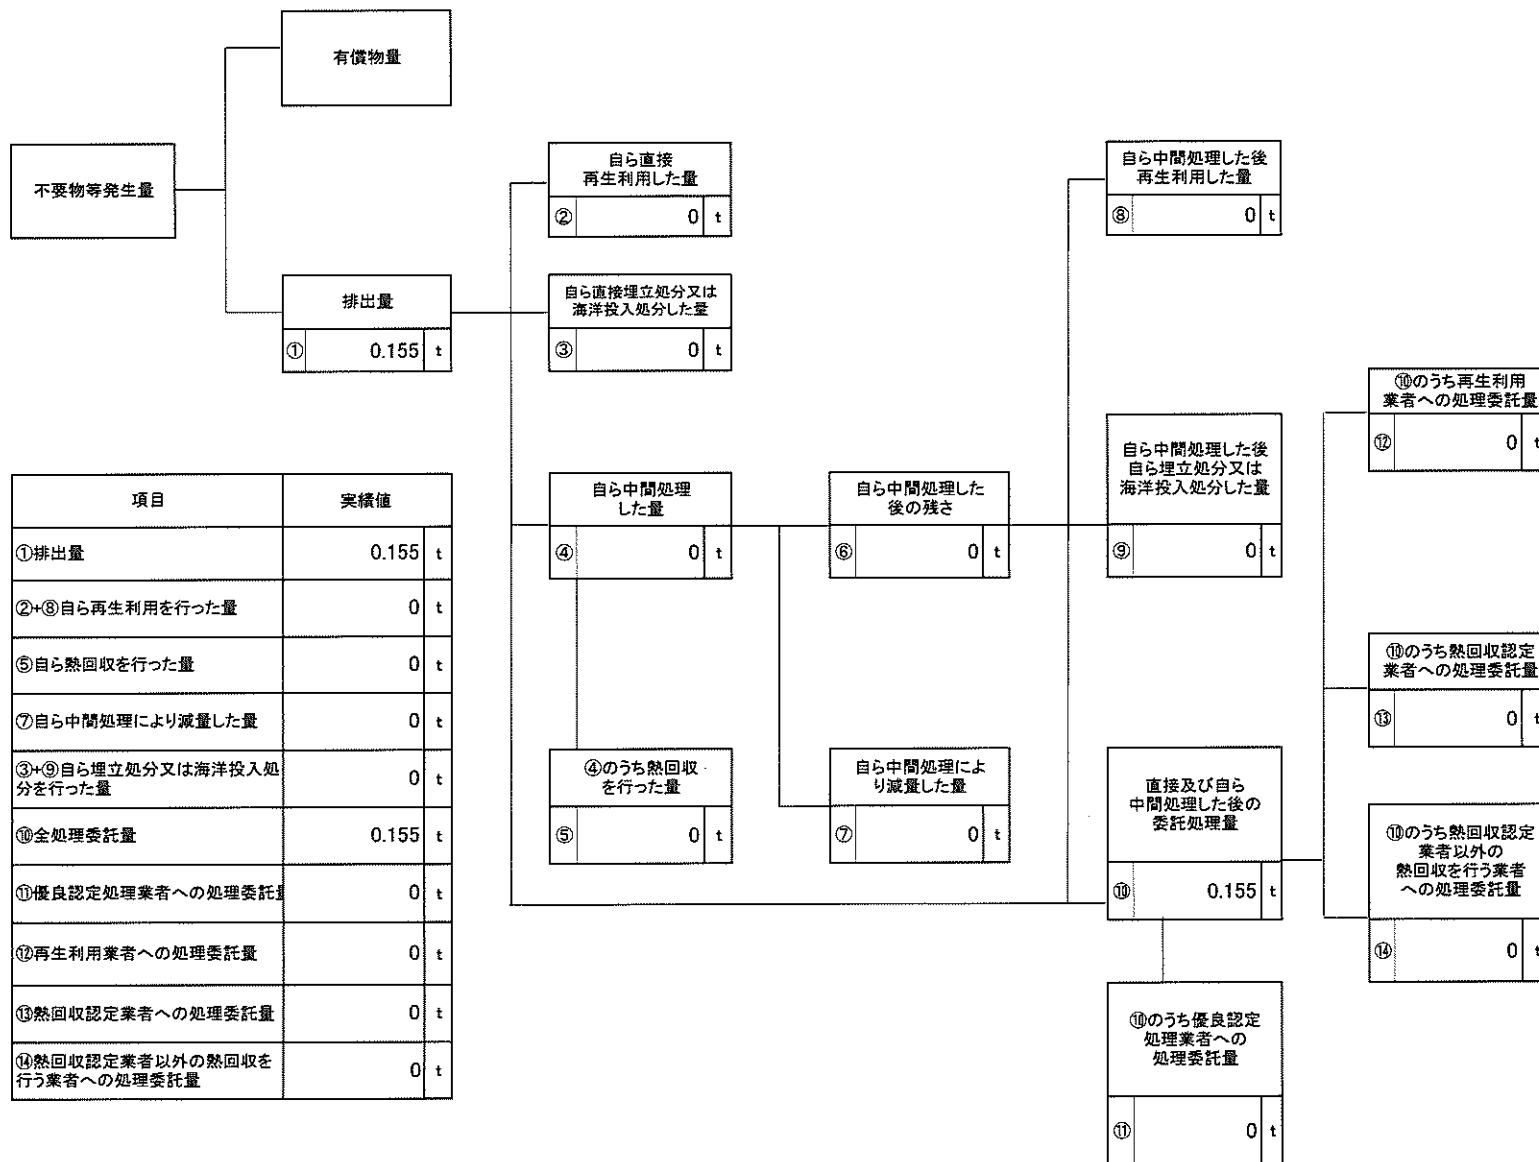 有償物量
不要物等発生量
排出量
① 0.155 t
自ら直接
再生利用した量
② 0 t
自ら直接埋立処分又は
海洋投入処分した量
③ 0 t
自ら中間処理
した量
④ 0 t
④のうち熱回収
を行った量
⑤ 0 t
自ら中間処理した
後の残さ
⑥ 0 t
自ら中間処理によ
り減量した量
⑦ 0 t
自ら中間処理した後
再生利用した量
⑧ 0 t
自ら中間処理した後
自ら埋立処分又は
海洋投入処分した量
⑨ 0 t
直接及び自ら
中間処理した後の
委託処理量
⑩ 0.155 t
⑩のうち優良認定
処理業者への
処理委託量
⑪ 0 t
⑩のうち再生利用
業者への処理委託量
⑫ 0 t
⑩のうち熱回収認定
業者への処理委託量
⑬ 0 t
⑩のうち熱回収認定
業者以外の
熱回収を行う業者
への処理委託量
⑭ 0 t
項目 実績値
①排出量 0.155 t
②+⑧自ら再生利用を行った量 0 t
⑤自ら熱回収を行った量 0 t
⑦自ら中間処理により減量した量 0 t
③+⑨自ら埋立処分又は海洋投入処
分を行った量 0 t
⑩全処理委託量 0.155 t
⑪優良認定処理業者への処理委託量 0 t
⑫再生利用業者への処理委託量 0 t
⑬熱回収認定業者への処理委託量 0 t
⑭熱回収認定業者以外の熱回収を
行う業者への処理委託量 0 t